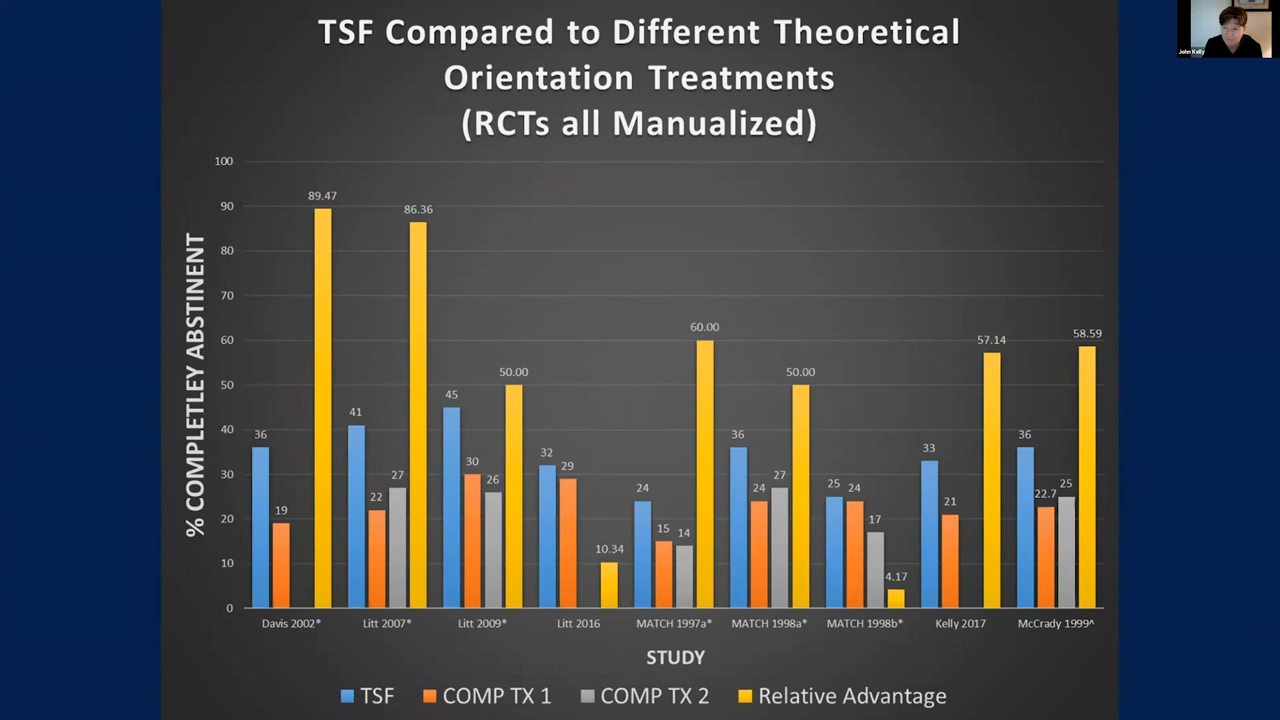 TSF Compared to Different Theoretical
Orientation Treatments
(RCTs all Manualized)
John Kelly
% COMPLETLEY ABSTINENT
100
90
80
70
60
50
40
30
20
10
0
36
19
89.47
41
22
27
86.36
45
30
26
50.00
32
29
10.34
24
15
14
60.00
36
24
27
50.00
25
24
17
4.17
33
21
57.14
36
22.7
25
58.59
Davis 2002*
Litt 2007*
Litt 2009*
Litt 2016
MATCH 1997a*
MATCH 1998a*
MATCH 1998b*
Kelly 2017
McCrady 1999^
STUDY
TSF
COMP TX 1
COMP TX 2
Relative Advantage